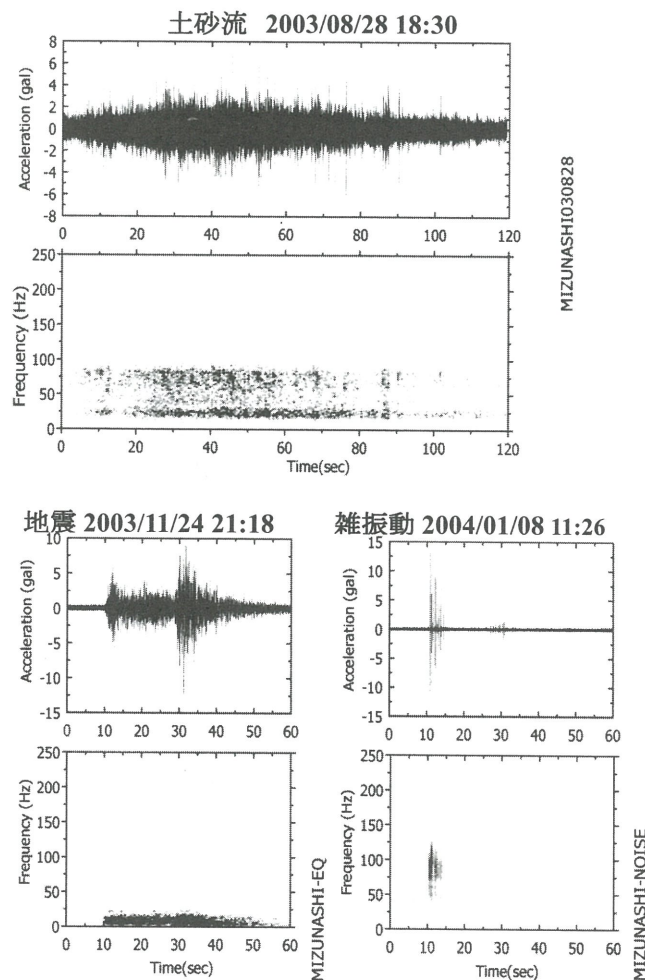 土砂流 2003/08/28 18:30
Acceleration (gal)
8
6
4
2
0
-2
-4
-6
-8
0 20 40 60 80 100 120
MIZUNASHI030828
Frequency (Hz)
250
200
150
100
50
0
0 20 40 60 80 100 120
Time(sec)
地震 2003/11/24 21:18
Acceleration (gal)
10
5
0
-5
-10
-15
0 10 20 30 40 50 60
Frequency (Hz)
250
200
150
100
50
0
0 10 20 30 40 50 60
Time(sec)
MIZUNASHI-EQ
雑振動 2004/01/08 11:26
Acceleration (gal)
15
10
5
0
-5
-10
-15
0 10 20 30 40 50 60
Frequency (Hz)
250
200
150
100
50
0
0 10 20 30 40 50 60
Time(sec)
MIZUNASHI-NOISE